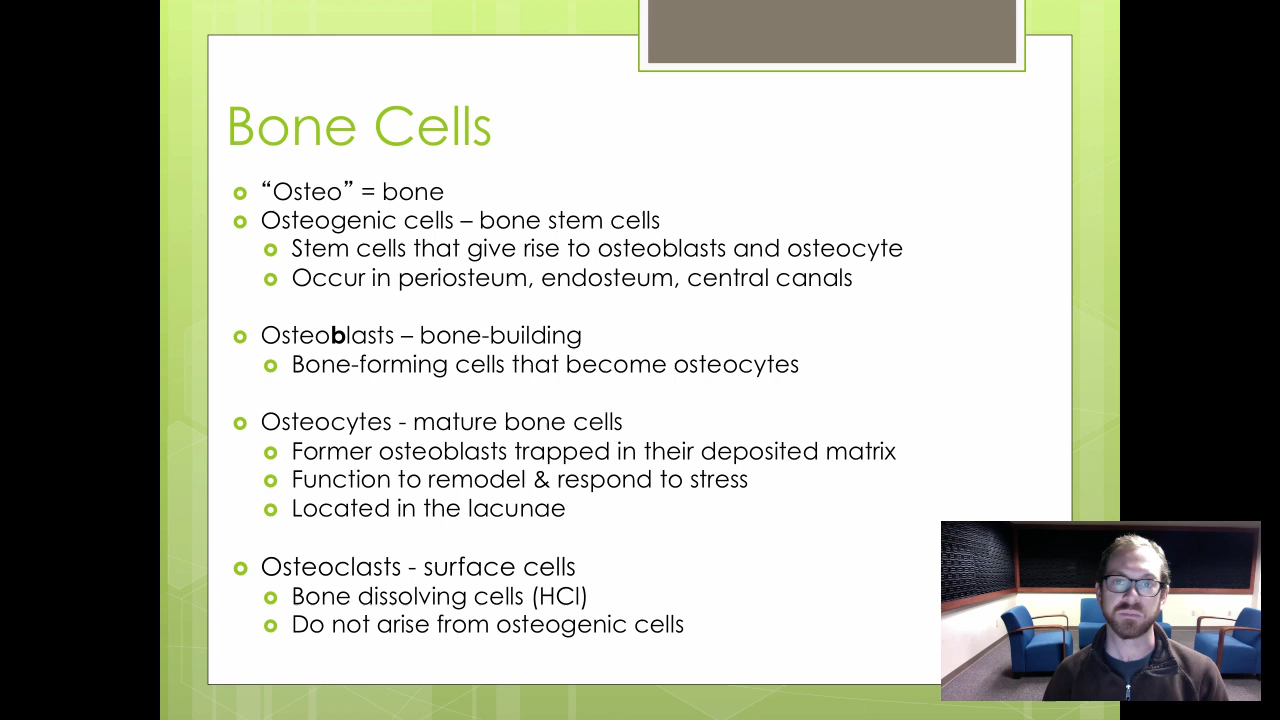 Bone Cells
“Osteo” = bone
Osteogenic cells – bone stem cells
Stem cells that give rise to osteoblasts and osteocyte
Occur in periosteum, endosteum, central canals
Osteoblasts – bone-building
Bone-forming cells that become osteocytes
Osteocytes - mature bone cells
Former osteoblasts trapped in their deposited matrix
Function to remodel & respond to stress
Located in the lacunae
Osteoclasts - surface cells
Bone dissolving cells (HCl)
Do not arise from osteogenic cells